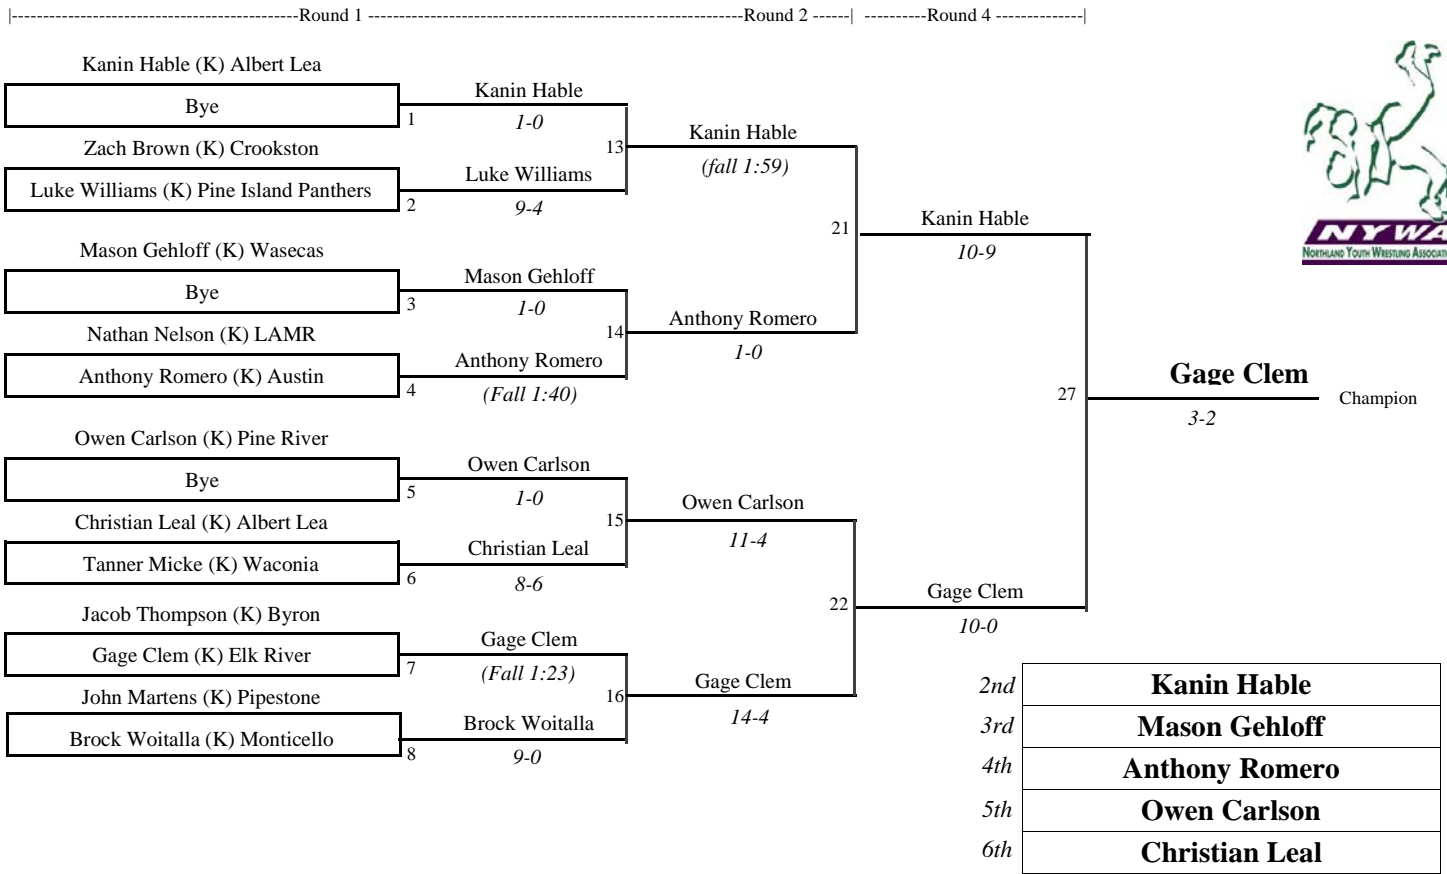 |----------------------------------------------Round 1 ------------------------------------------------------------Round 2 ------| ----------Round 4 --------------|
Kanin Hable (K) Albert Lea
Bye
1
Zach Brown (K) Crookston
Luke Williams (K) Pine Island Panthers
2
Mason Gehloff (K) Wasecas
Bye
3
Nathan Nelson (K) LAMR
Anthony Romero (K) Austin
4
Owen Carlson (K) Pine River
Bye
5
Christian Leal (K) Albert Lea
Tanner Micke (K) Waconia
6
Jacob Thompson (K) Byron
Gage Clem (K) Elk River
7
John Martens (K) Pipestone
Brock Woitalla (K) Monticello
8
Kanin Hable
1-0
13
Luke Williams
9-4
Mason Gehloff
1-0
14
Anthony Romero
(Fall 1:40)
Owen Carlson
1-0
15
Christian Leal
8-6
Gage Clem
(Fall 1:23)
16
Brock Woitalla
9-0
Kanin Hable
(fall 1:59)
21
Anthony Romero
1-0
Owen Carlson
11-4
22
Gage Clem
14-4
Kanin Hable
10-9
27
Gage Clem
10-0
Gage Clem
Champion
3-2
NYWA
NORTHLAND YOUTH WRESTLING
2nd Kanin Hable
3rd Mason Gehloff
4th Anthony Romero
5th Owen Carlson
6th Christian Leal